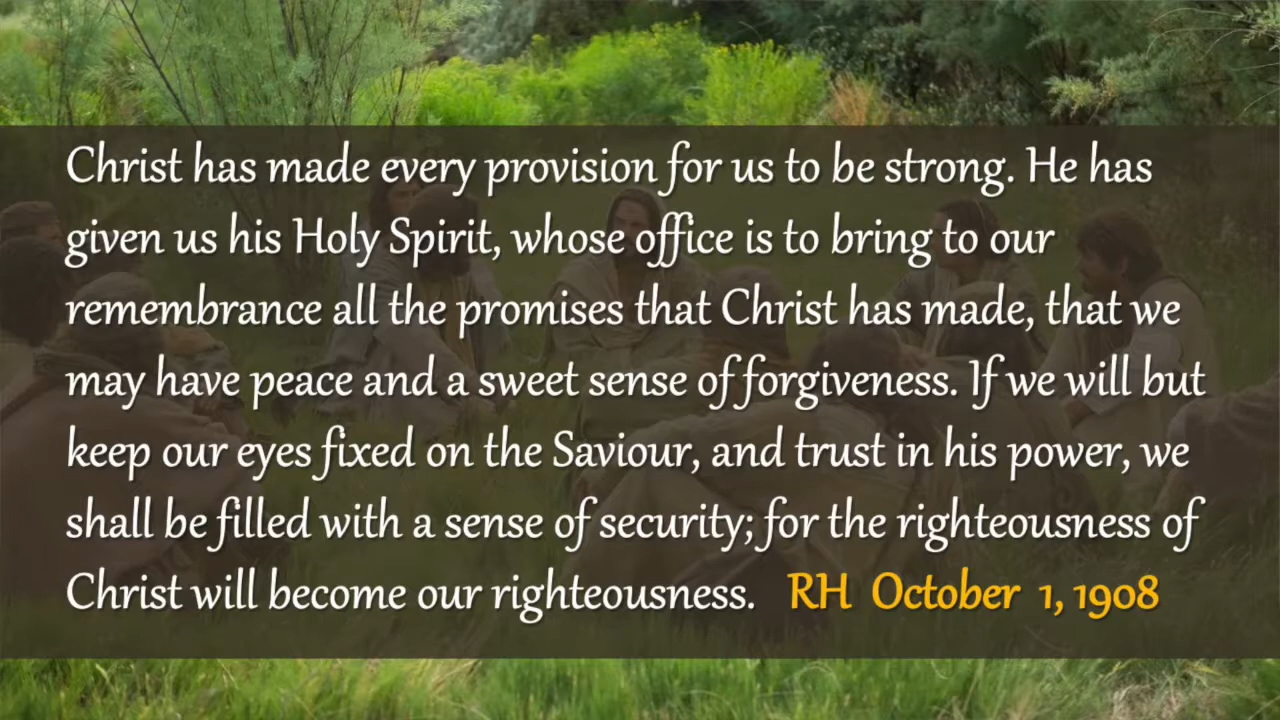 Christ has made every provision for us to be strong. He has
given us his Holy Spirit, whose office is to bring to our
remembrance all the promises that Christ has made, that we
may have peace and a sweet sense of forgiveness. If we will but
keep our eyes fixed on the Saviour, and trust in his power, we
shall be filled with a sense of security; for the righteousness of
Christ will become our righteousness. RH October 1, 1908